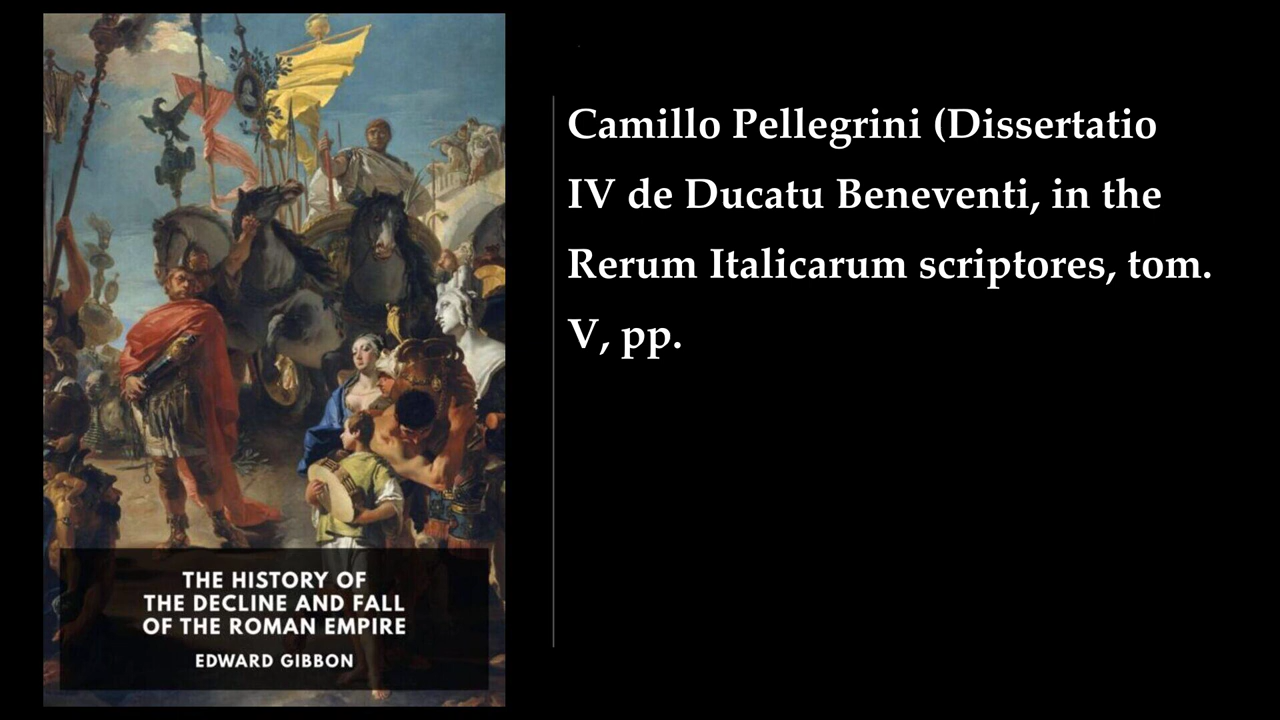 THE HISTORY OF
THE DECLINE AND FALL
OF THE ROMAN EMPIRE
EDWARD GIBBON
Camillo Pellegrini (Dissertatio
IV de Ducatu Beneventi, in the
Rerum Italicarum scriptores, tom.
V, pp.